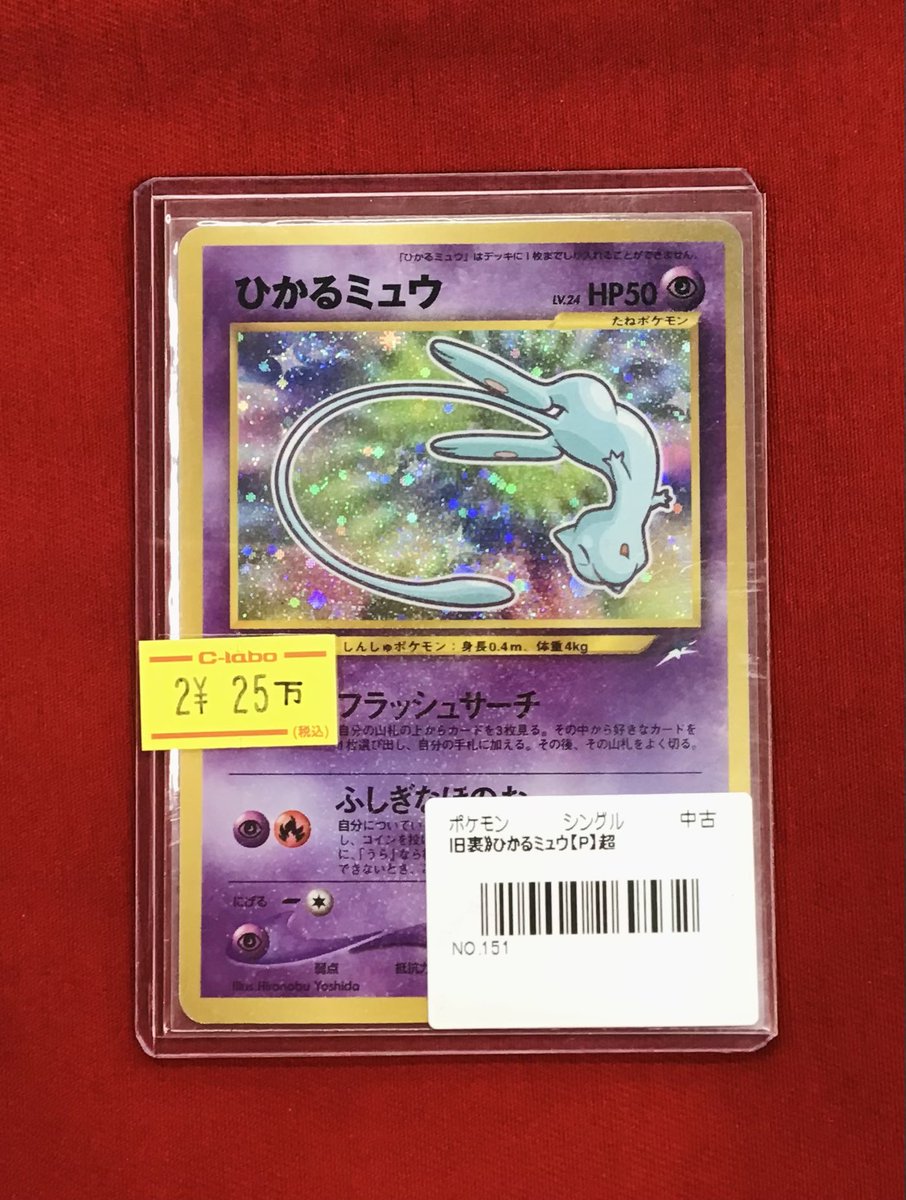 「ひかるミュウ」はデッキに1枚までしか入れることができません。
ひかるミュウ
LV.24 HP50
たねポケモン
しんしゅポケモン：身長0.4m、体重4kg
C-labo
2¥ 25万
(税込)
フラッシュサーチ
自分の山札の上からカードを3枚見る。その中から好きなカードを
1枚選び出し、自分の手札に加える。その後、その山札をよく切る。
ふしぎなほのお
自分についてい
し、コインを投げ
に、「うら」なら
できないとき、
にげる
弱点
抵抗力
Illus. Hironobu Yoshida
ポケモン シングル 中古
旧裏》ひかるミュウ【P】超
NO.151